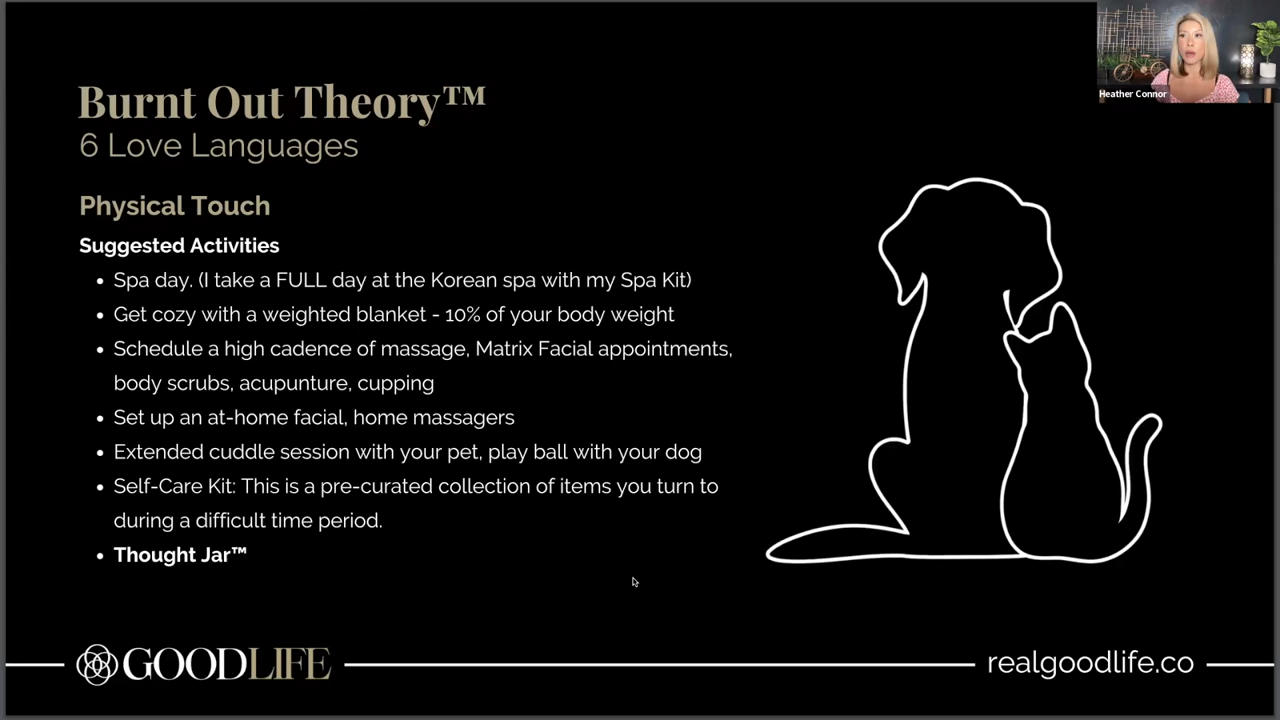 Heather Connor
Burnt Out Theory™
6 Love Languages
Physical Touch
Suggested Activities
• Spa day. (I take a FULL day at the Korean spa with my Spa Kit)
• Get cozy with a weighted blanket - 10% of your body weight
• Schedule a high cadence of massage, Matrix Facial appointments,
body scrubs, acupunture, cupping
• Set up an at-home facial, home massagers
• Extended cuddle session with your pet, play ball with your dog
• Self-Care Kit: This is a pre-curated collection of items you turn to
during a difficult time period.
• Thought Jar™
GOODLIFE
realgoodlife.co